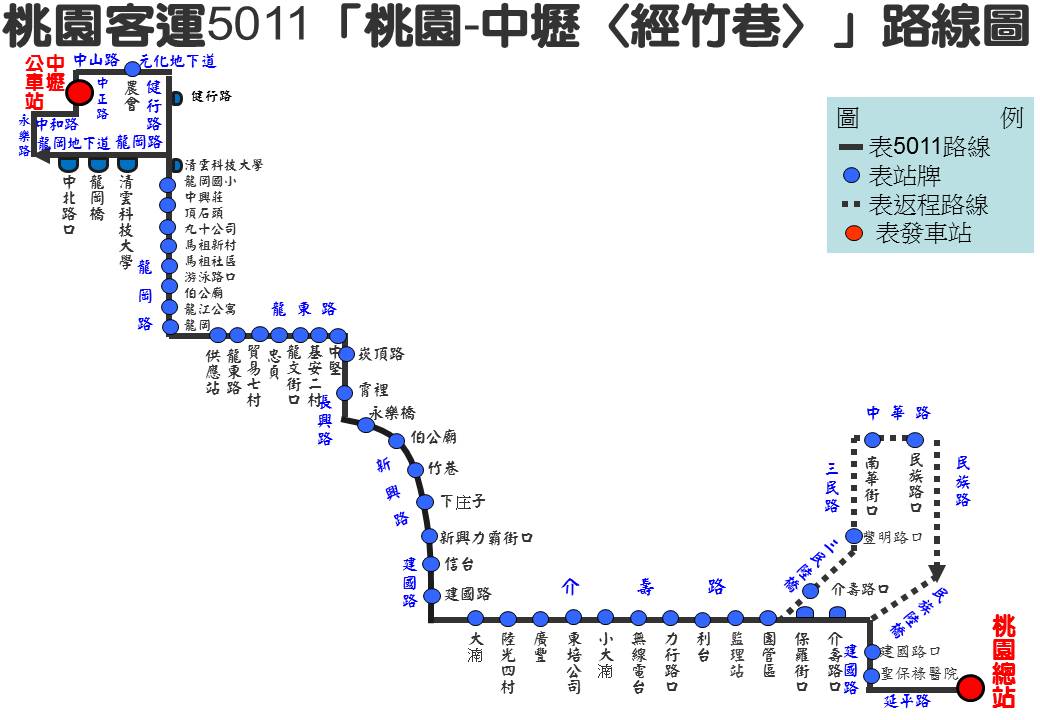 桃園客運5011「桃園-中壢〈經竹巷〉」路線圖
圖 例
表5011路線
表站牌
表返程路線
表發車站
中壢
公車站
中山路
元化地下道
農會
中正路
健行路
健行路
永樂路
中和路
龍岡地下道
龍岡路
中北路口
龍岡橋
清雲科技大學
清雲科技大學
龍岡國小
中興莊
頂石頭
九十公司
馬祖新村
馬祖社區
游泳路口
伯公廟
龍江公寓
龍岡
龍岡路
龍東路
供應站
龍東路
貿易七村
忠貞
龍文街口
基安二村
中堅
崁頂路
霄裡
長興路
永樂橋
伯公廟
竹巷
新興路
下庄子
新興力霸街口
信台
建國路
建國路
介壽路
大湳
陸光四村
廣豐
東培公司
小大湳
無線電台
力行路口
利台
監理站
團管區
保羅街口
介壽路口
介壽路口
三民陸橋
豐明路口
三民路
中華路
南華街口
民族路口
民族路
民族陸橋
建國路
建國路口
聖保祿醫院
延平路
桃園總站